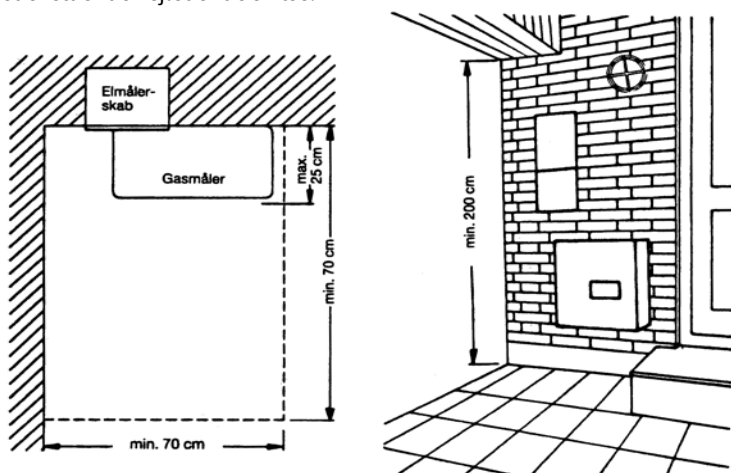 Elmåler-
skab
Gasmåler
max.
25 cm
min. 70 cm
min. 70 cm
min. 200 cm